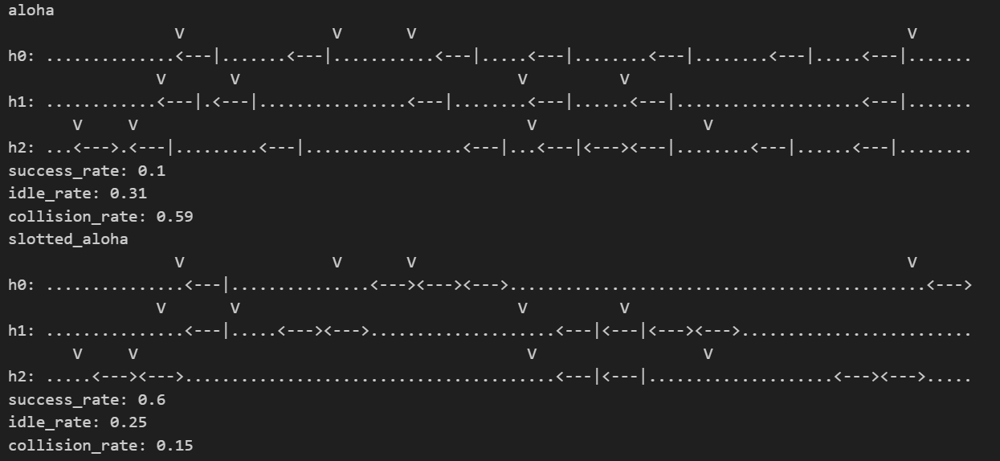 aloha
                  V                V       V                                                     V
h0: ..............<---|.......<---|...........<---|.....<---|........<---|........<---|.....<---|.......
                V       V                              V          V
h1: ............<---|.<---|................<---|........<---|......<---|....................<---|.......
       V     V                                          V                  V
h2: ...<--->.<---|.........<---|.................<---|...<---|<---><---|........<---|......<---|........
success_rate: 0.1
idle_rate: 0.31
collision_rate: 0.59
slotted_aloha
                  V                V       V                                                     V
h0: ...............<---|...............<---><---><--->.............................................<--->
                V       V                              V          V
h1: ...............<---|.....<---><--->....................<---|<---|<---><--->.........................
       V     V                                          V                  V
h2: .....<---><--->........................................<---|<---|....................<---><--->.....
success_rate: 0.6
idle_rate: 0.25
collision_rate: 0.15